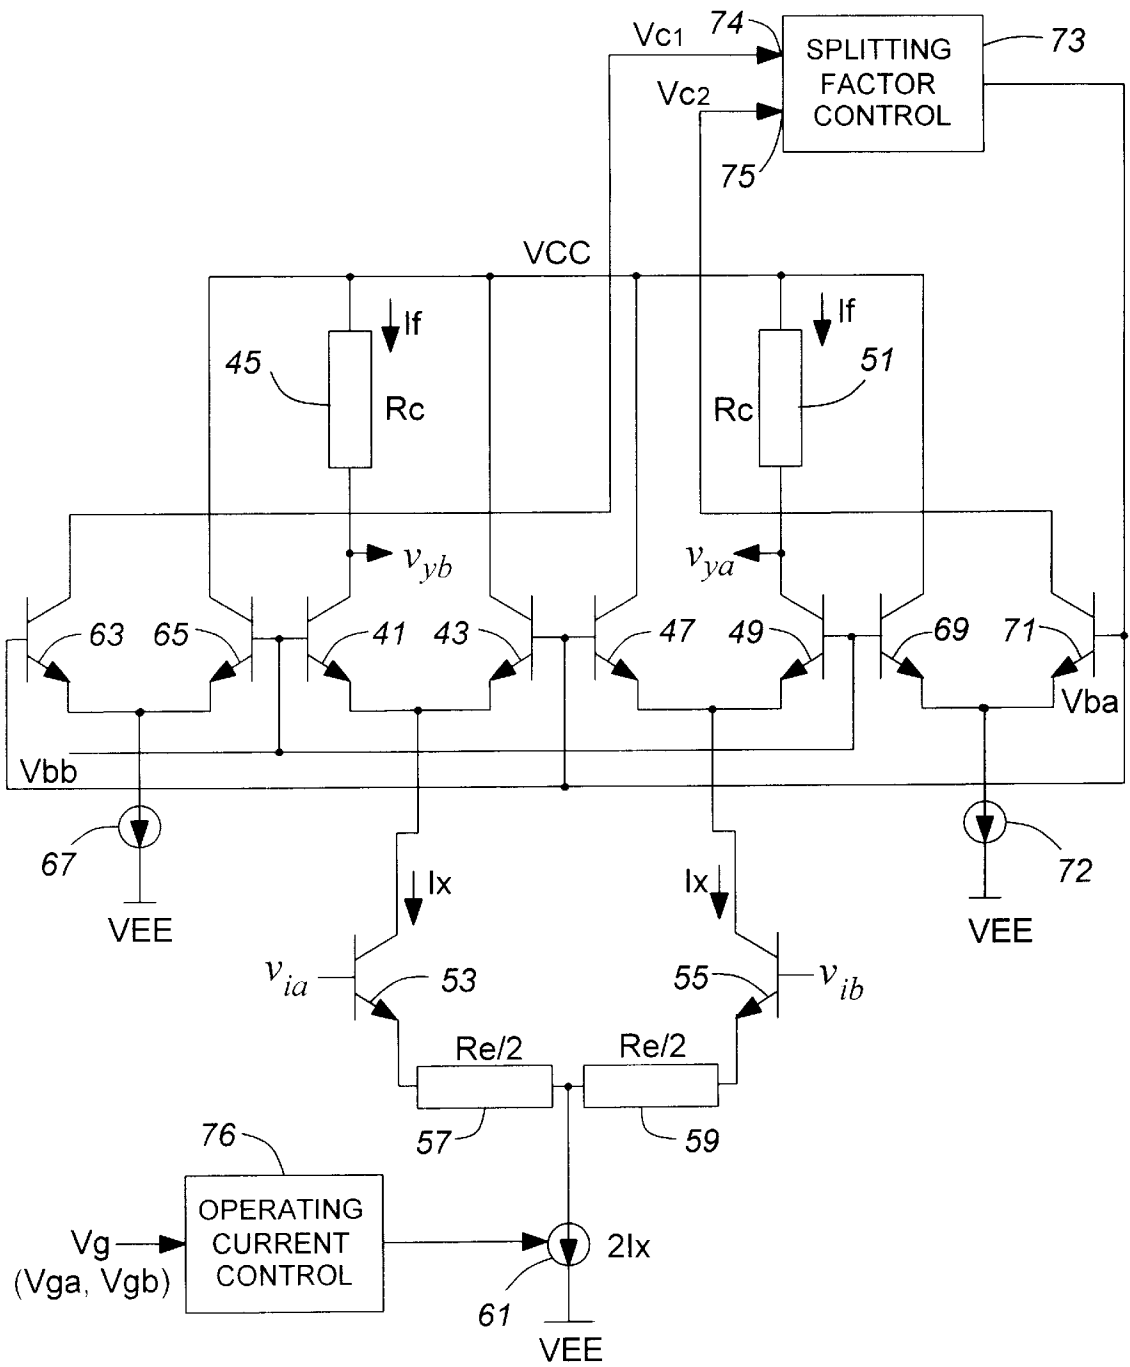 Vc1
74
SPLITTING
FACTOR
CONTROL
73
Vc2
75
VCC
If
If
45
Rc
Rc
51
vyb
vya
63
65
41
43
47
49
69
71
Vba
Vbb
67
72
Ix
Ix
VEE
VEE
via
53
55
vib
Re/2
Re/2
57
59
76
OPERATING
CURRENT
CONTROL
Vg
(Vga, Vgb)
2Ix
61
VEE